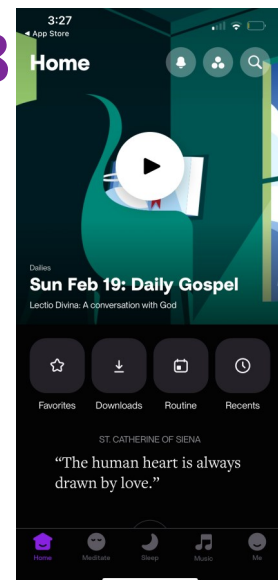 3:27
App Store
Home
Dailies
Sun Feb 19: Daily Gospel
Lectio Divina: A conversation with God
Favorites Downloads Routine Recents
ST. CATHERINE OF SIENA
“The human heart is always
drawn by love.”
Home Meditate Sleep Music Me